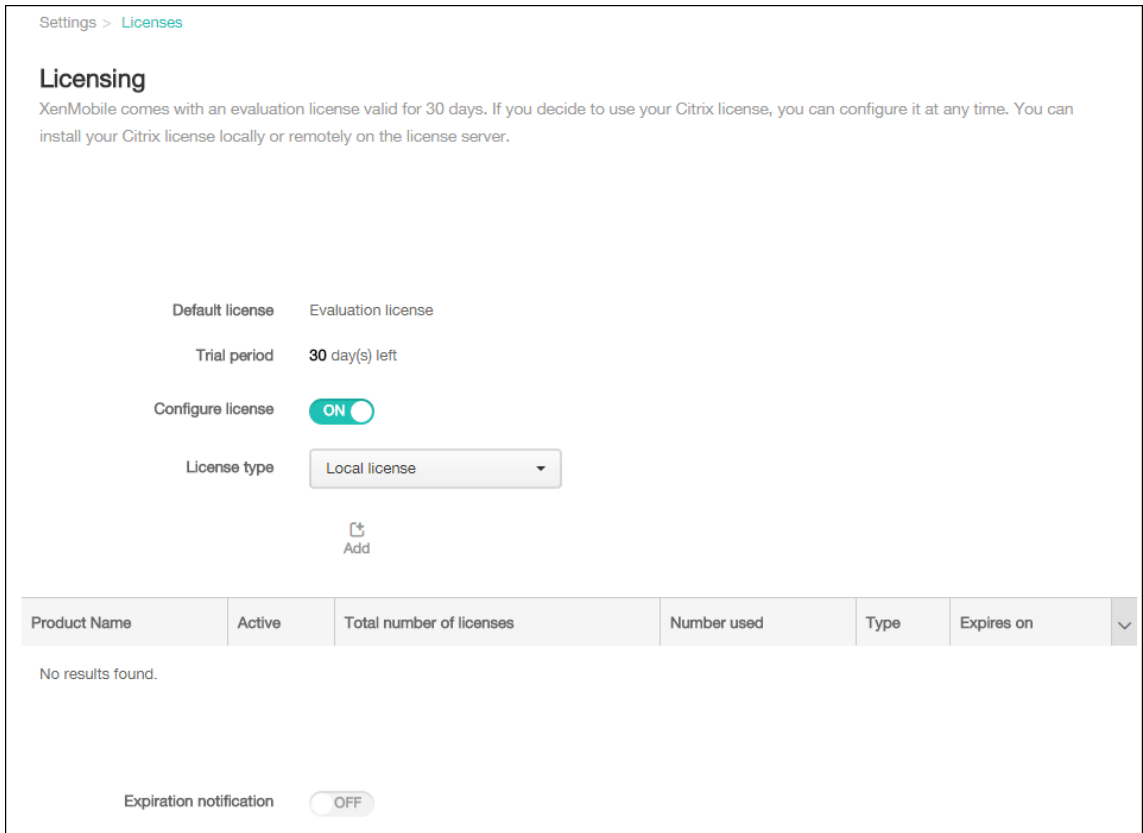 Settings > Licenses
Licensing
XenMobile comes with an evaluation license valid for 30 days. If you decide to use your Citrix license, you can configure it at any time. You can
install your Citrix license locally or remotely on the license server.
Default license Evaluation license
Trial period 30 day(s) left
Configure license ON
License type Local license
Add
Product Name Active Total number of licenses Number used Type Expires on
No results found.
Expiration notification OFF